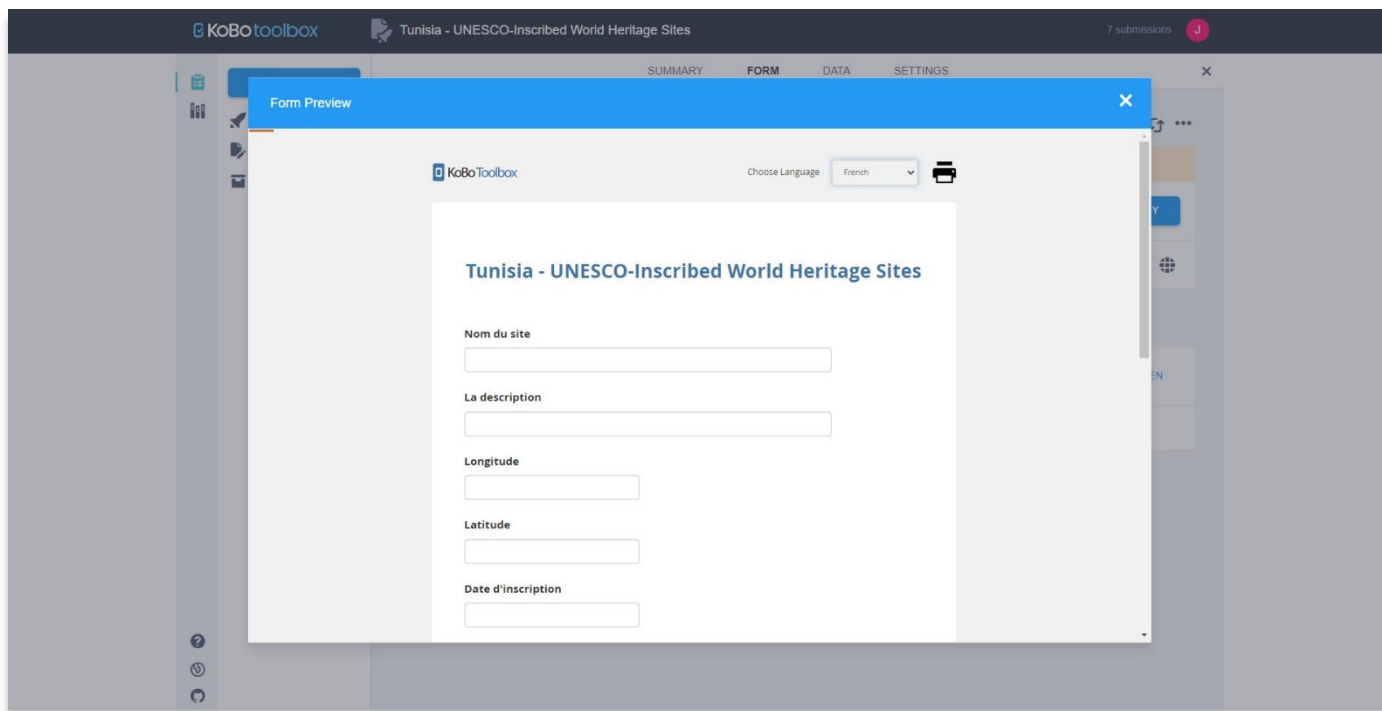 KoBotoolbox
Tunisia - UNESCO-Inscribed World Heritage Sites
7 submissions
J
SUMMARY FORM DATA SETTINGS
Form Preview
KoBoToolbox
Choose Language French
Y
Tunisia - UNESCO-Inscribed World Heritage Sites
Nom du site
EN
La description
Longitude
Latitude
Date d'inscription